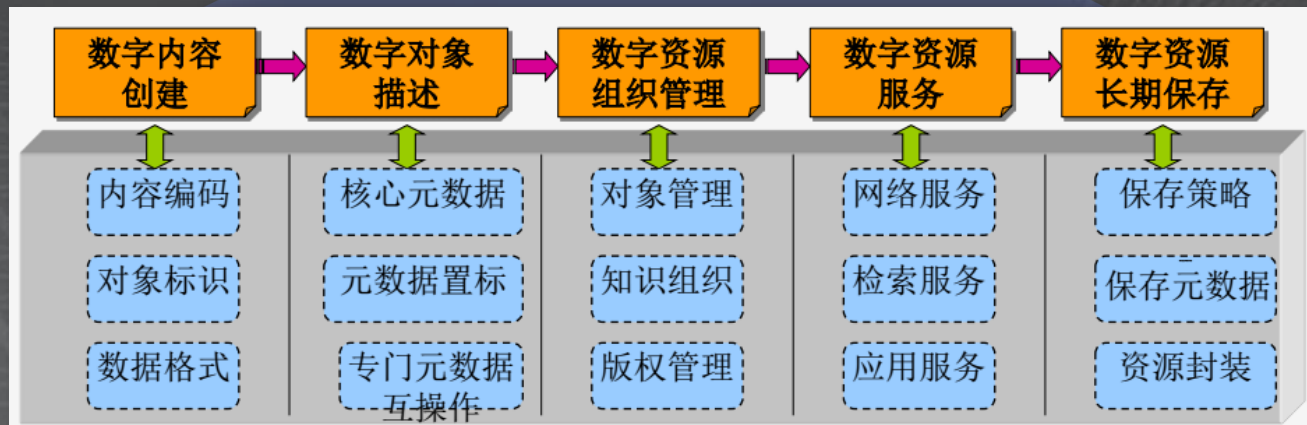 数字内容
创建
数字对象
描述
数字资源
组织管理
数字资源
服务
数字资源
长期保存
内容编码
核心元数据
对象管理
网络服务
保存策略
对象标识
元数据置标
知识组织
检索服务
保存元数据
数据格式
专门元数据
互操作
版权管理
应用服务
资源封装